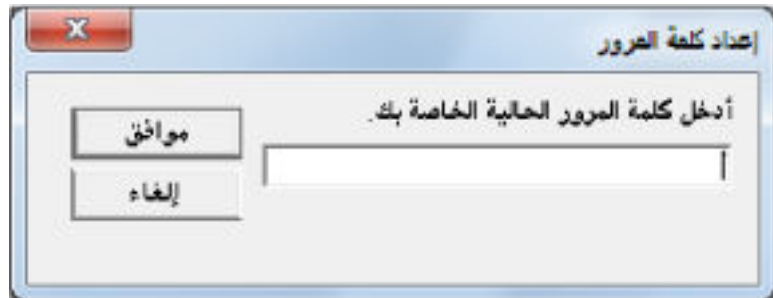 إعداد كلمة المرور
أدخل كلمة المرور الحالية الخاصة بك.
موافق
إلغاء